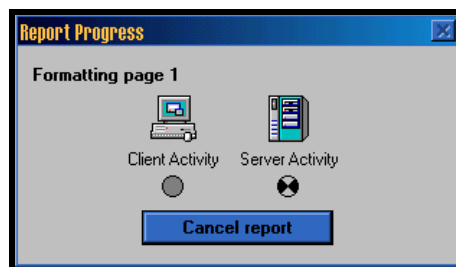 Report Progress
Formatting page 1
Client Activity Server Activity
Cancel report